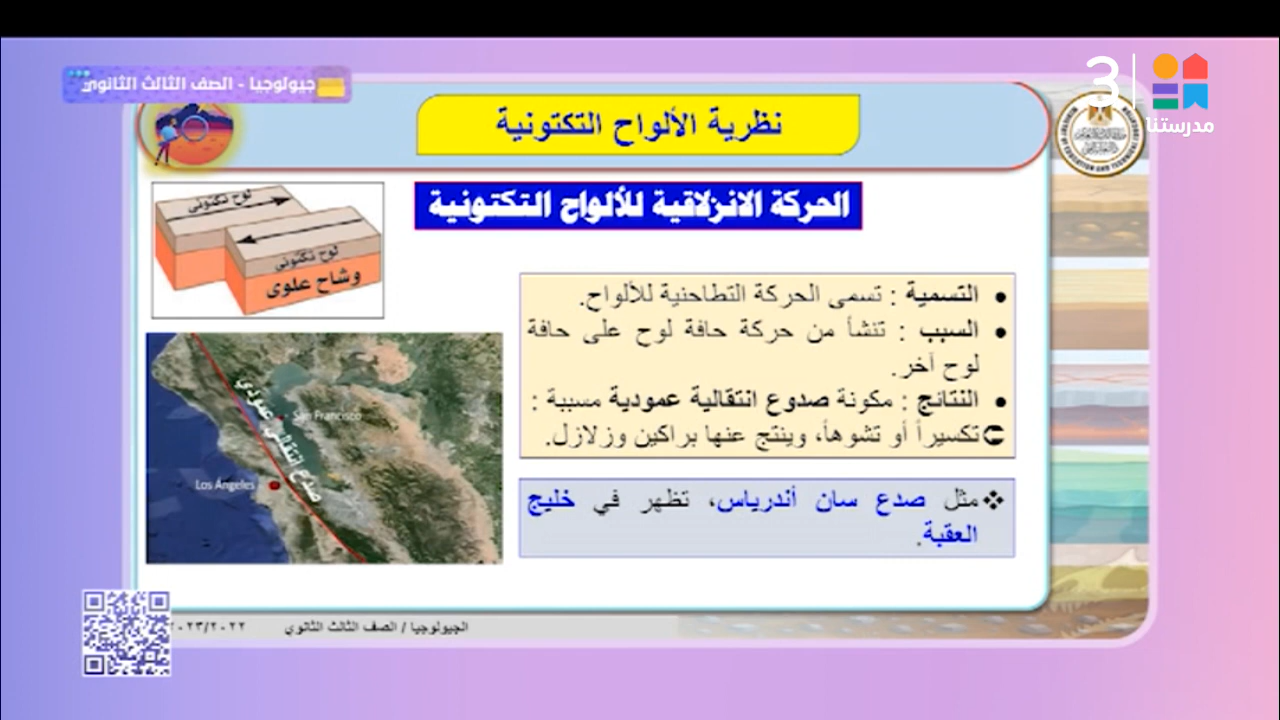 جيولوجيا - الصف الثالث الثانوي
3
مدرستنا
نظرية الألواح التكتونية
الحركة الانزلاقية للألواح التكتونية
لوح تكتوني
لوح تكتوني
وشاح علوى
• التسمية : تسمى الحركة التطاحنية للألواح.
• السبب : تنشأ من حركة حافة لوح على حافة
لوح آخر.
• النتائج : مكونة صدوع انتقالية عمودية مسببة :
تكسيراً أو تشوهاً، وينتج عنها براكين وزلازل.
مثل صدع سان أندرياس، تظهر في خليج
العقبة.
صدع انتقالي عمودي
San Francisco
Los Angeles
الجيولوجيا / الصف الثالث الثانوي
٢٠٢٣/٢٠٢٢